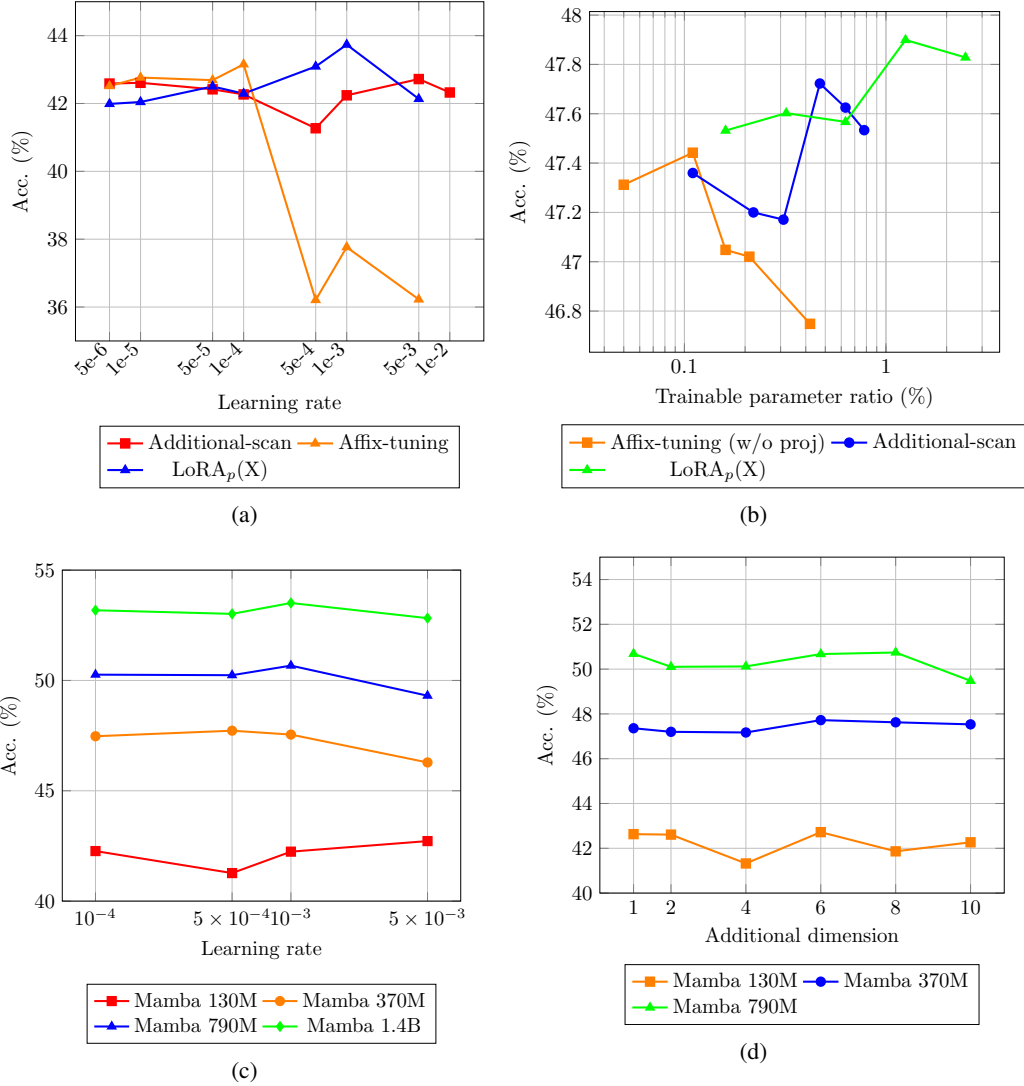 44
42
40
38
36
Acc. (%)
5e-6
1e-5
5e-5
1e-4
5e-4
1e-3
5e-3
1e-2
Learning rate
Additional-scan
Affix-tuning
LoRAₚ(X)
(a)
48
47.8
47.6
47.4
47.2
47
46.8
Acc. (%)
0.1
1
Trainable parameter ratio (%)
Affix-tuning (w/o proj)
Additional-scan
LoRAₚ(X)
(b)
55
50
45
40
Acc. (%)
10⁻⁴
5 × 10⁻⁴
10⁻³
5 × 10⁻³
Learning rate
Mamba 130M
Mamba 370M
Mamba 790M
Mamba 1.4B
(c)
54
52
50
48
46
44
42
40
Acc. (%)
1
2
4
6
8
10
Additional dimension
Mamba 130M
Mamba 370M
Mamba 790M
(d)